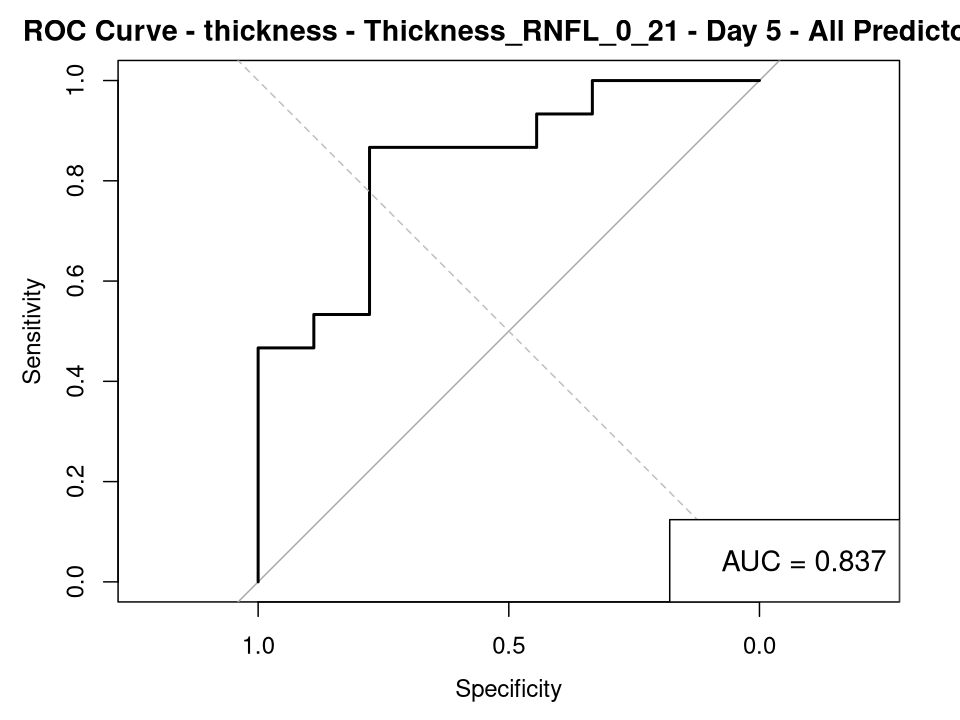 ROC Curve - thickness - Thickness_RNFL_0_21 - Day 5 - All Predicto
1.0
0.8
0.6
0.4
0.2
0.0
Sensitivity
AUC = 0.837
1.0 0.5 0.0
Specificity